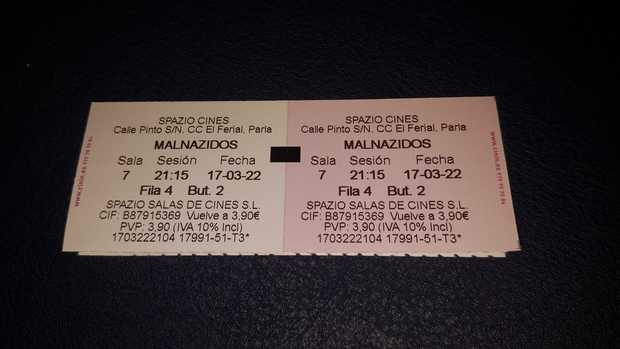 SPAZIO CINES
Calle Pinto S/N, CC El Ferial, Parla
MALNAZIDOS
Sala Sesión Fecha
7 21:15 17-03-22
Fila 4 But. 2
SPAZIO SALAS DE CINES S.L.
CIF: B87915369 Vuelve a 3,90€
PVP: 3,90 (IVA 10% Incl)
1703222104 17991-51-T3*
SPAZIO CINES
Calle Pinto S/N, CC El Ferial, Parla
MALNAZIDOS
Sala Sesión Fecha
7 21:15 17-03-22
Fila 4 But. 2
SPAZIO SALAS DE CINES S.L.
CIF: B87915369 Vuelve a 3,90€
PVP: 3,90 (IVA 10% Incl)
1703222104 17991-51-T3*